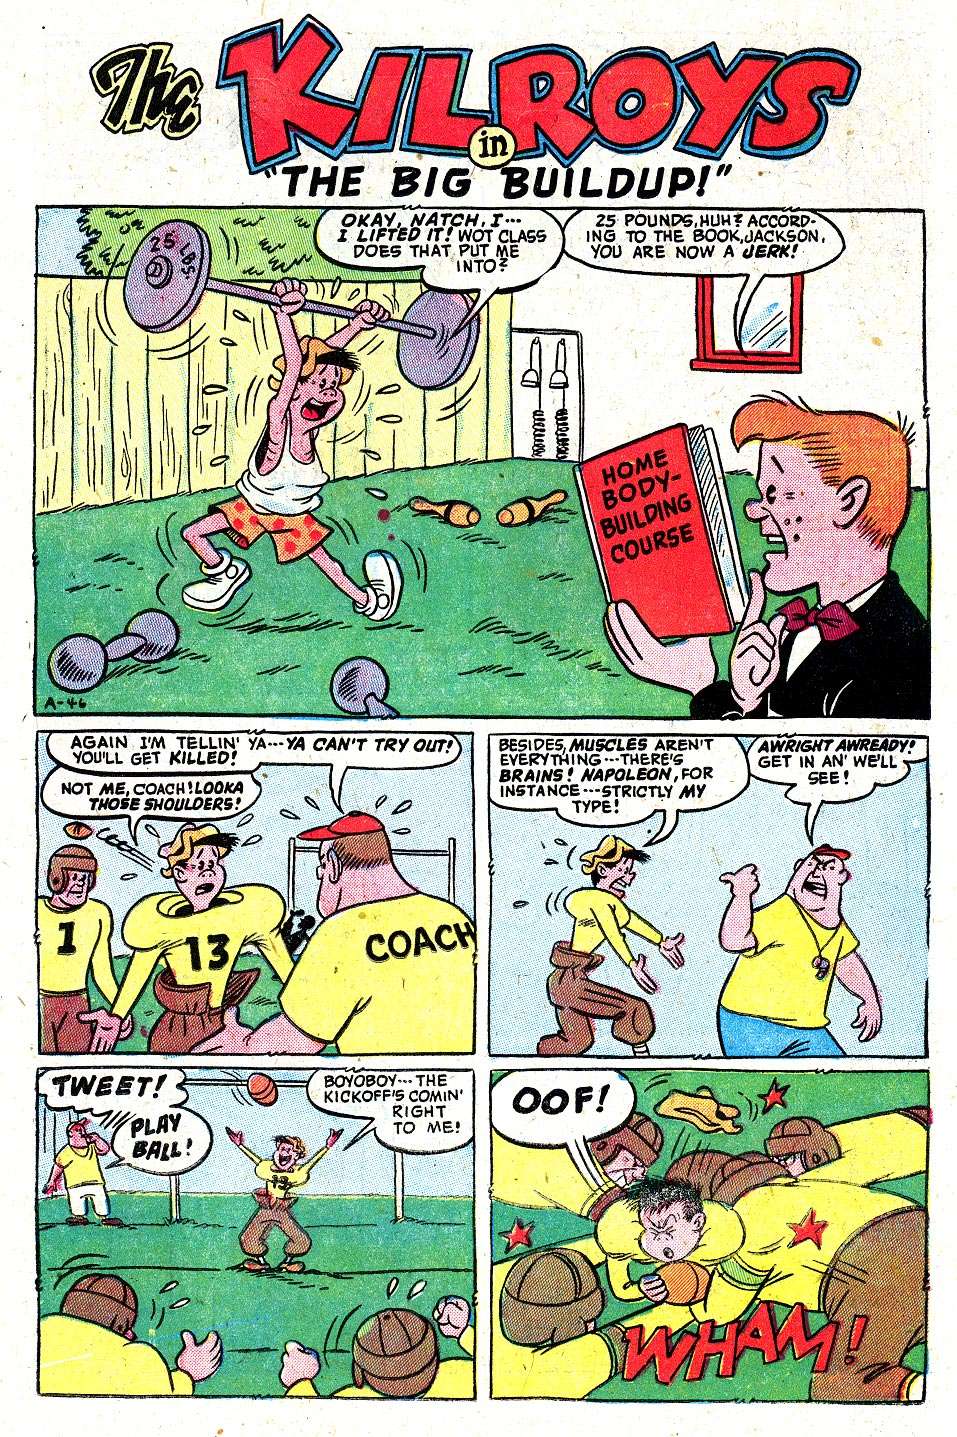 The
KILROYS
in
"THE BIG BUILDUP!"
OKAY, NATCH, I---
I LIFTED IT! WOT CLASS
DOES THAT PUT ME
INTO?
25 POUNDS, HUH? ACCORD-
ING TO THE BOOK, JACKSON,
YOU ARE NOW A JERK!
25 LBS
HOME
BODY-
BUILDING
COURSE
A-46
AGAIN I'M TELLIN' YA---YA CAN'T TRY OUT!
YOU'LL GET KILLED!
NOT ME, COACH! LOOKA
THOSE SHOULDERS!
1
13
COACH
BESIDES, MUSCLES AREN'T
EVERYTHING---THERE'S
BRAINS! NAPOLEON, FOR
INSTANCE---STRICTLY MY
TYPE!
AWRIGHT AWREADY!
GET IN AN' WE'LL
SEE!
TWEET!
PLAY
BALL!
BOYOBOY---THE
KICKOFF'S COMIN'
RIGHT
TO ME!
13
OOF!
WHAM!